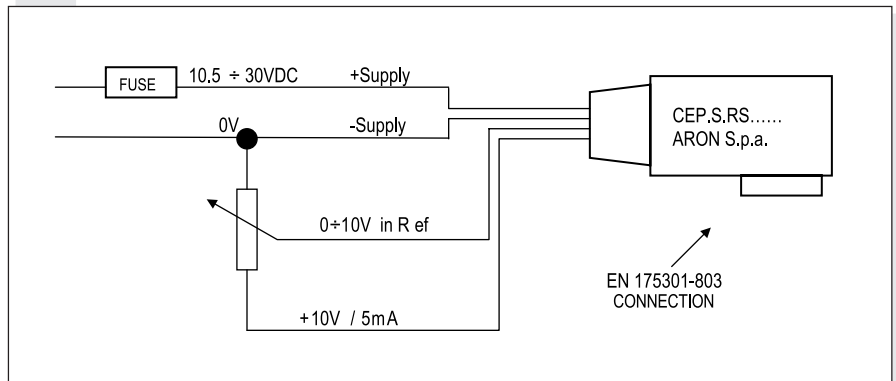 FUSE
10.5 ÷ 30VDC
+Supply
0V
-Supply
CEP.S.RS......
ARON S.p.a.
0÷10V in R ef
+10V / 5mA
EN 175301-803
CONNECTION